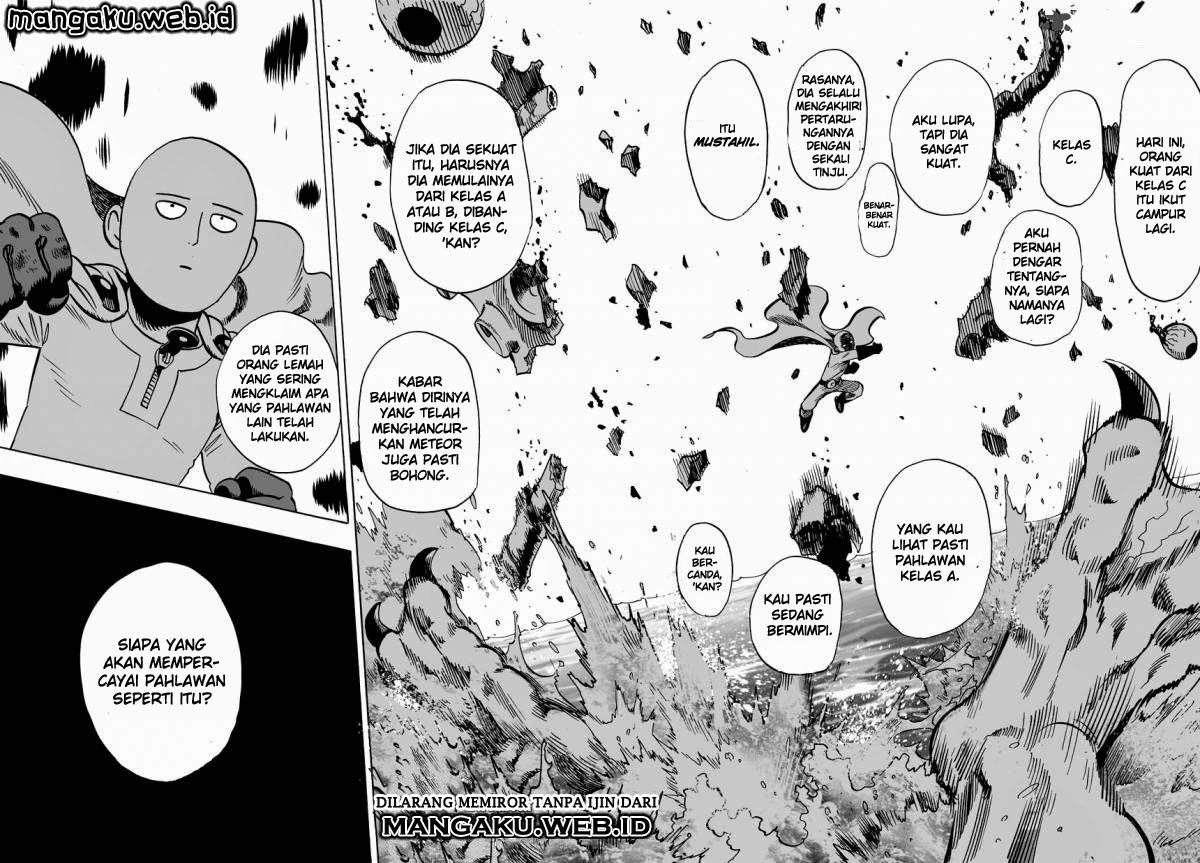 mangaku.web.id
HARI INI,
ORANG
KUAT DARI
KELAS C
ITU IKUT
CAMPUR
LAGI.
KELAS
C.
AKU
PERNAH
DENGAR
TENTANG-
NYA, SIAPA
NAMANYA
LAGI?
AKU LUPA,
TAPI DIA
SANGAT
KUAT.
BENAR-
BENAR
KUAT.
RASANYA,
DIA SELALU
MENGAKHIRI
PERTARU-
NGANNYA
DENGAN
SEKALI
TINJU.
ITU
MUSTAHIL.
JIKA DIA SEKUAT
ITU, HARUSNYA
DIA MEMULAINYA
DARI KELAS A
ATAU B, DIBAN-
DING KELAS C,
'KAN?
YANG KAU
LIHAT PASTI
PAHLAWAN
KELAS A.
KAU PASTI
SEDANG
BERMIMPI.
KAU
BER-
CANDA,
'KAN?
KABAR
BAHWA DIRINYA
YANG TELAH
MENGHANCUR-
KAN METEOR
JUGA PASTI
BOHONG.
DIA PASTI
ORANG LEMAH
YANG SERING
MENGKLAIM APA
YANG PAHLAWAN
LAIN TELAH
LAKUKAN.
SIAPA YANG
AKAN MEMPER-
CAYAI PAHLAWAN
SEPERTI ITU?
DILARANG MEMIROR TANPA IJIN DARI
MANGAKU.WEB.ID